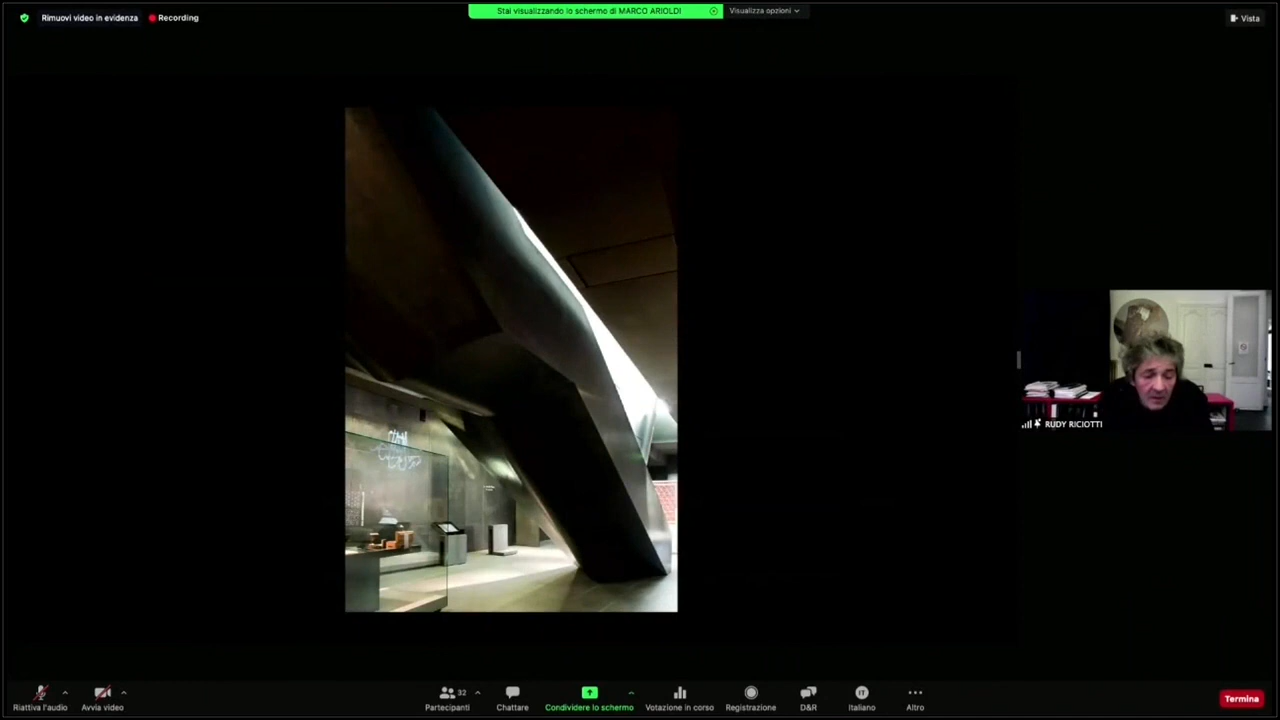 Rimuovi video in evidenza
Recording
Stai visualizzando lo schermo di MARCO ARIOLDI
Visualizza opzioni
Vista
RUDY RICIOTTI
Riattiva l'audio
Avvia video
32
Partecipanti
Chattare
Condividere lo schermo
Votazione in corso
Registrazione
D&R
IT
Italiano
Altro
Termina